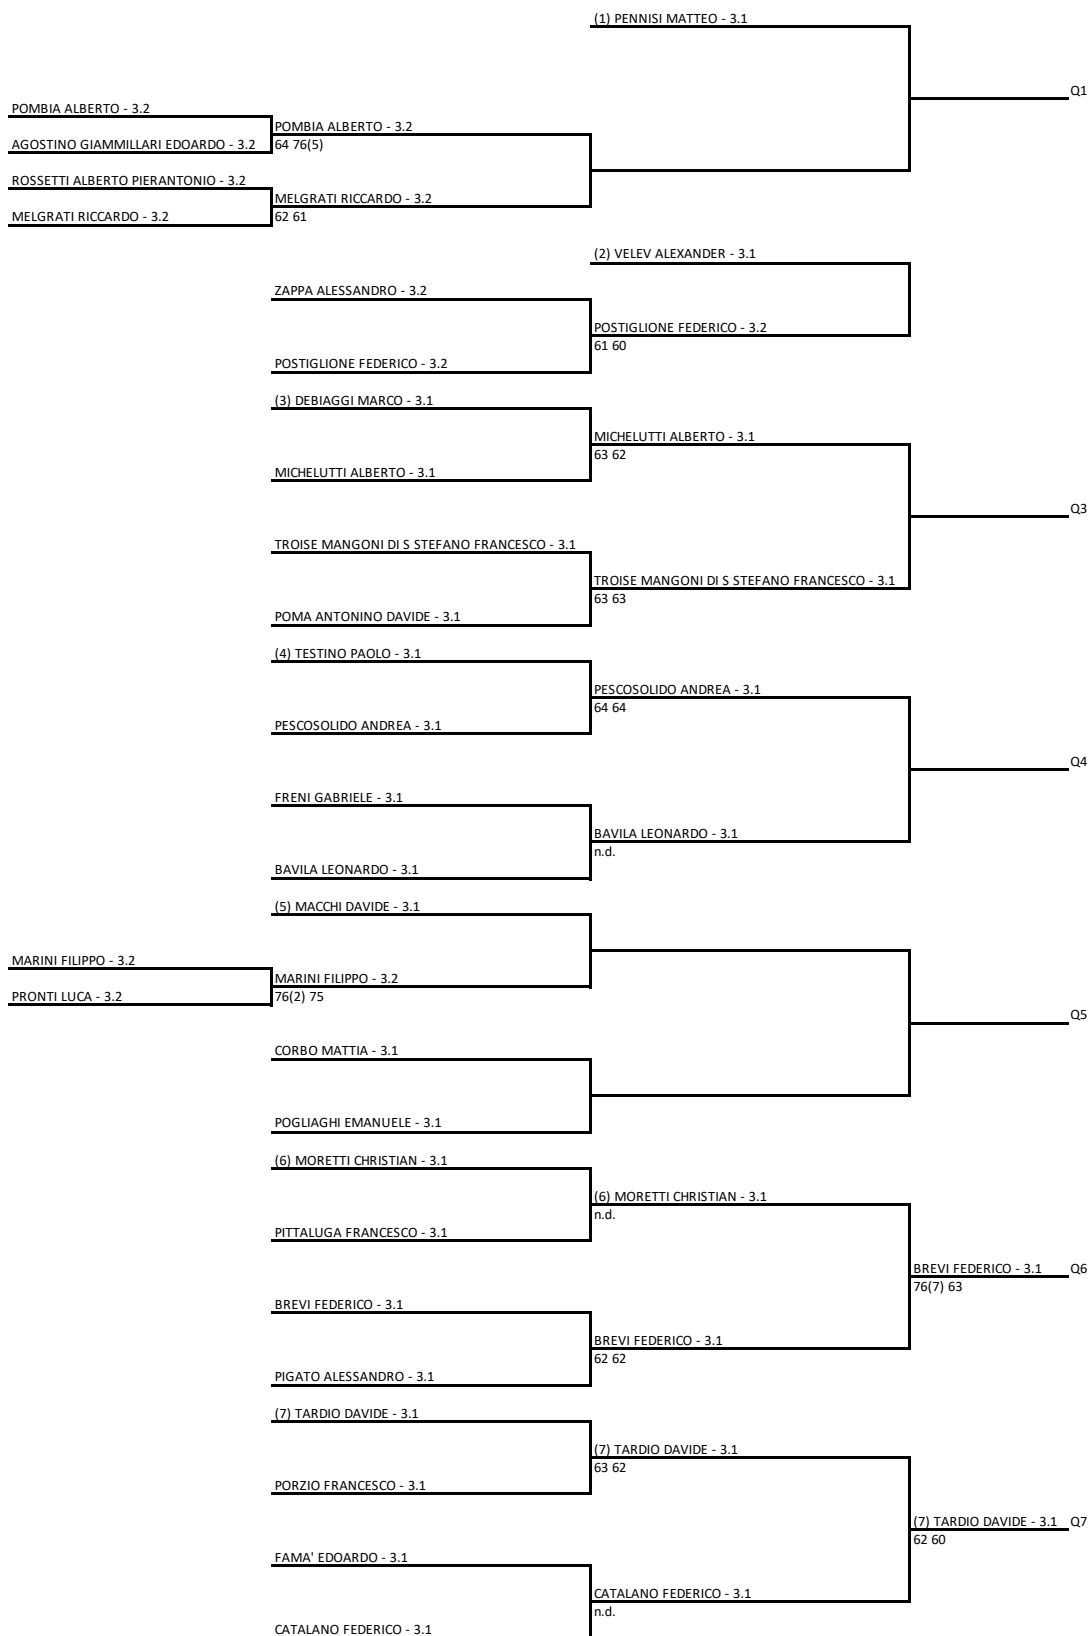 (1) PENNISI MATTEO - 3.1
Q1
POMBIA ALBERTO - 3.2
POMBIA ALBERTO - 3.2
AGOSTINO GIAMMILLARI EDOARDO - 3.2
64 76(5)
ROSSETTI ALBERTO PIERANTONIO - 3.2
MELGRATI RICCARDO - 3.2
MELGRATI RICCARDO - 3.2
62 61
(2) VELEV ALEXANDER - 3.1
ZAPPA ALESSANDRO - 3.2
POSTIGLIONE FEDERICO - 3.2
61 60
POSTIGLIONE FEDERICO - 3.2
(3) DEBIAGGI MARCO - 3.1
MICHELUTTI ALBERTO - 3.1
63 62
MICHELUTTI ALBERTO - 3.1
Q3
TROISE MANGONI DI S STEFANO FRANCESCO - 3.1
TROISE MANGONI DI S STEFANO FRANCESCO - 3.1
63 63
POMA ANTONINO DAVIDE - 3.1
(4) TESTINO PAOLO - 3.1
PESCOSOLIDO ANDREA - 3.1
64 64
PESCOSOLIDO ANDREA - 3.1
Q4
FRENI GABRIELE - 3.1
BAVILA LEONARDO - 3.1
n.d.
BAVILA LEONARDO - 3.1
(5) MACCHI DAVIDE - 3.1
MARINI FILIPPO - 3.2
MARINI FILIPPO - 3.2
PRONTI LUCA - 3.2
76(2) 75
Q5
CORBO MATTIA - 3.1
POGLIAGHI EMANUELE - 3.1
(6) MORETTI CHRISTIAN - 3.1
(6) MORETTI CHRISTIAN - 3.1
n.d.
PITTALUGA FRANCESCO - 3.1
BREVI FEDERICO - 3.1 Q6
76(7) 63
BREVI FEDERICO - 3.1
BREVI FEDERICO - 3.1
62 62
PIGATO ALESSANDRO - 3.1
(7) TARDIO DAVIDE - 3.1
(7) TARDIO DAVIDE - 3.1
63 62
PORZIO FRANCESCO - 3.1
(7) TARDIO DAVIDE - 3.1 Q7
62 60
FAMA' EDOARDO - 3.1
CATALANO FEDERICO - 3.1
n.d.
CATALANO FEDERICO - 3.1